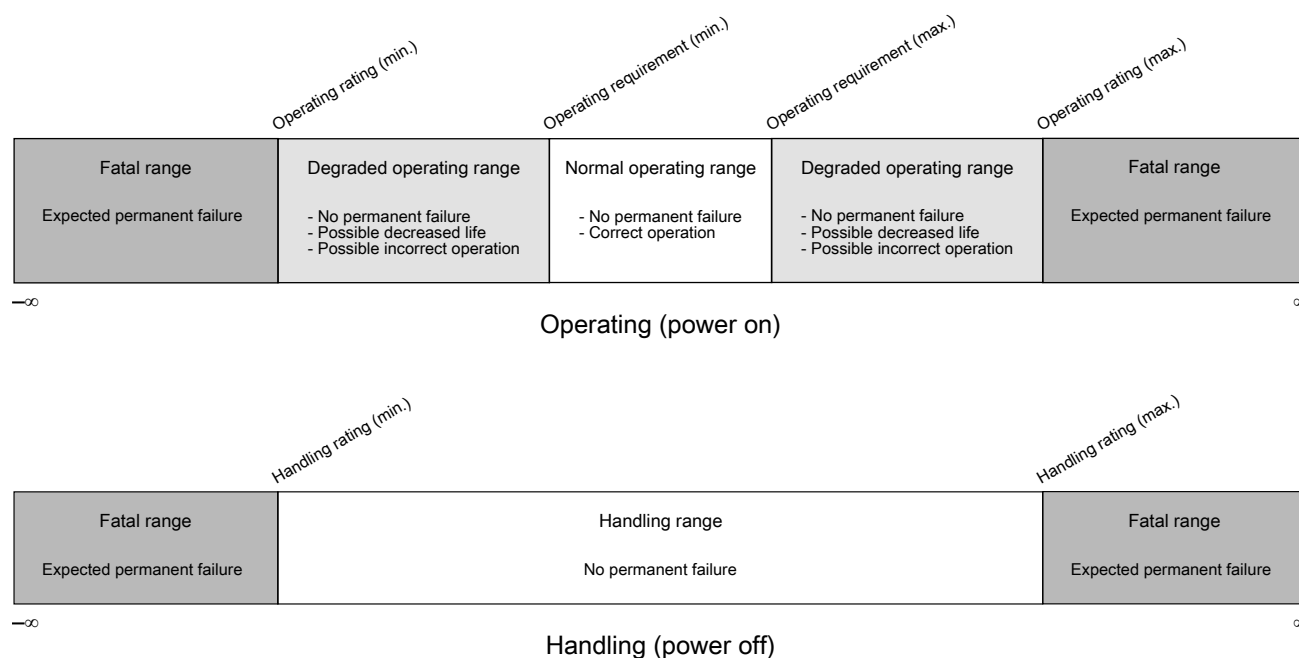 Operating rating (min.)
Operating requirement (min.)
Operating requirement (max.)
Operating rating (max.)
Fatal range
Degraded operating range
Normal operating range
Degraded operating range
Fatal range
Expected permanent failure
- No permanent failure
- Possible decreased life
- Possible incorrect operation
- No permanent failure
- Correct operation
- No permanent failure
- Possible decreased life
- Possible incorrect operation
Expected permanent failure
–∞
Operating (power on)
Handling rating (min.)
Handling rating (max.)
Fatal range
Handling range
Fatal range
Expected permanent failure
No permanent failure
Expected permanent failure
–∞
Handling (power off)